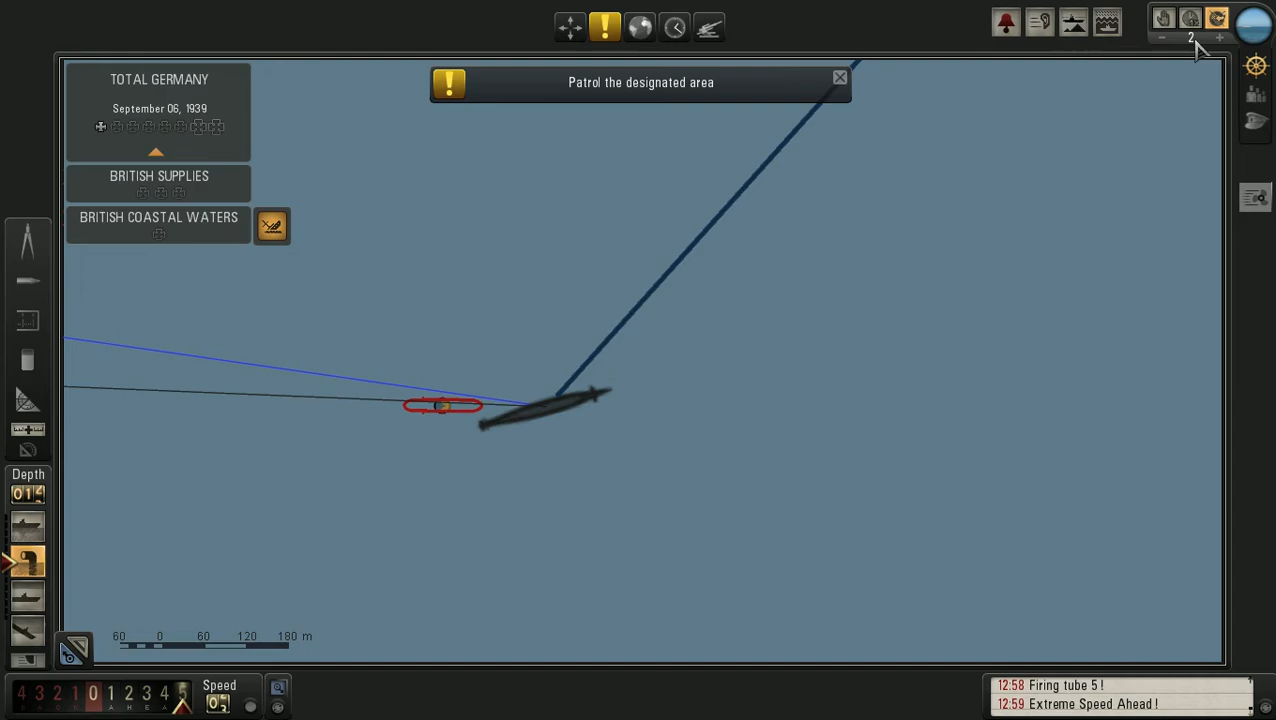 2
Patrol the designated area
TOTAL GERMANY
September 06, 1939
BRITISH SUPPLIES
BRITISH COASTAL WATERS
Depth
60 0 60 120 180 m
4 3 2 1 0 1 2 3 4 5
A H E A
Speed
12:58 Firing tube 5 !
12:59 Extreme Speed Ahead !